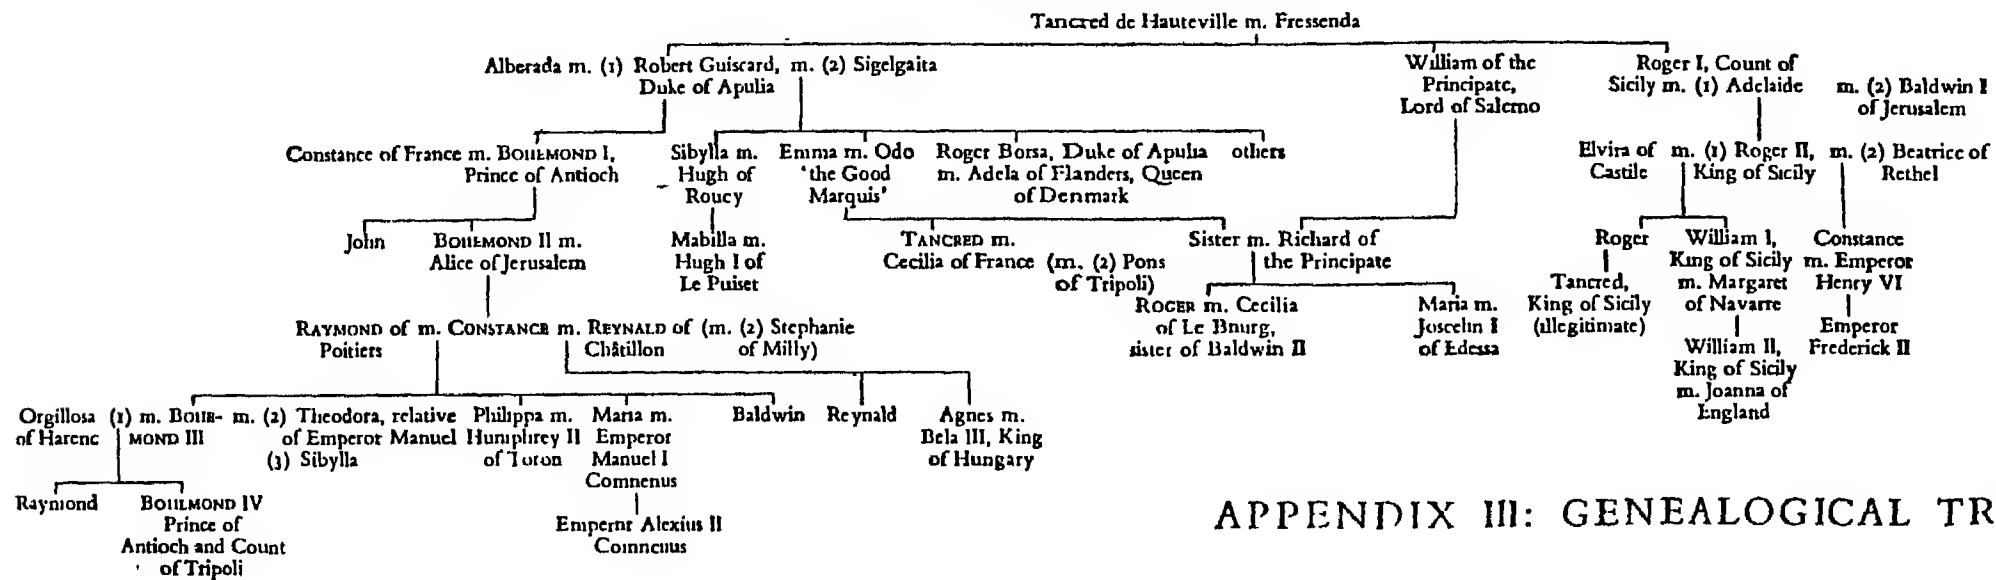 Tancred de Hauteville m. Fressenda
Alberada m. (1) Robert Guiscard, m. (2) Sigelgaita
Duke of Apulia
William of the
Principate,
Lord of Salerno
Roger I, Count of
Sicily m. (1) Adelaide m. (2) Baldwin I
of Jerusalem
Constance of France m. BOHEMOND I,
Prince of Antioch
Sibylla m.
Hugh of
Roucy
Emma m. Odo
'the Good
Marquis'
Roger Borsa, Duke of Apulia
m. Adela of Flanders, Queen
of Denmark
others
Elvira of m. (1) Roger II, m. (2) Beatrice of
Castile King of Sicily Rethel
John
BOHEMOND II m.
Alice of Jerusalem
Mabilla m.
Hugh I of
Le Puiset
TANCRED m.
Cecilia of France (m. (2) Pons
of Tripoli)
Sister m. Richard of
the Principate
Roger
Tancred,
King of Sicily
(illegitimate)
William I,
King of Sicily
m. Margaret
of Navarre
Constance
m. Emperor
Henry VI
ROGER m. Cecilia
of Le Bourg,
sister of Baldwin II
Maria m.
Joscelin I
of Edessa
William II,
King of Sicily
m. Joanna of
England
Emperor
Frederick II
RAYMOND of m. CONSTANCE m. REYNALD of (m. (2) Stephanie
Poitiers Châtillon of Milly)
Orgillosa (1) m. BOHE- m. (2) Theodora, relative
of Harenc MOND III of Emperor Manuel
(3) Sibylla
Philippa m.
Humphrey II
of Toron
Maria m.
Emperor
Manuel I
Comnenus
Baldwin
Reynald
Agnes m.
Bela III, King
of Hungary
Raymond
BOHEMOND IV
Prince of
Antioch and Count
of Tripoli
Emperor Alexius II
Comnenus
APPENDIX III: GENEALOGICAL TR